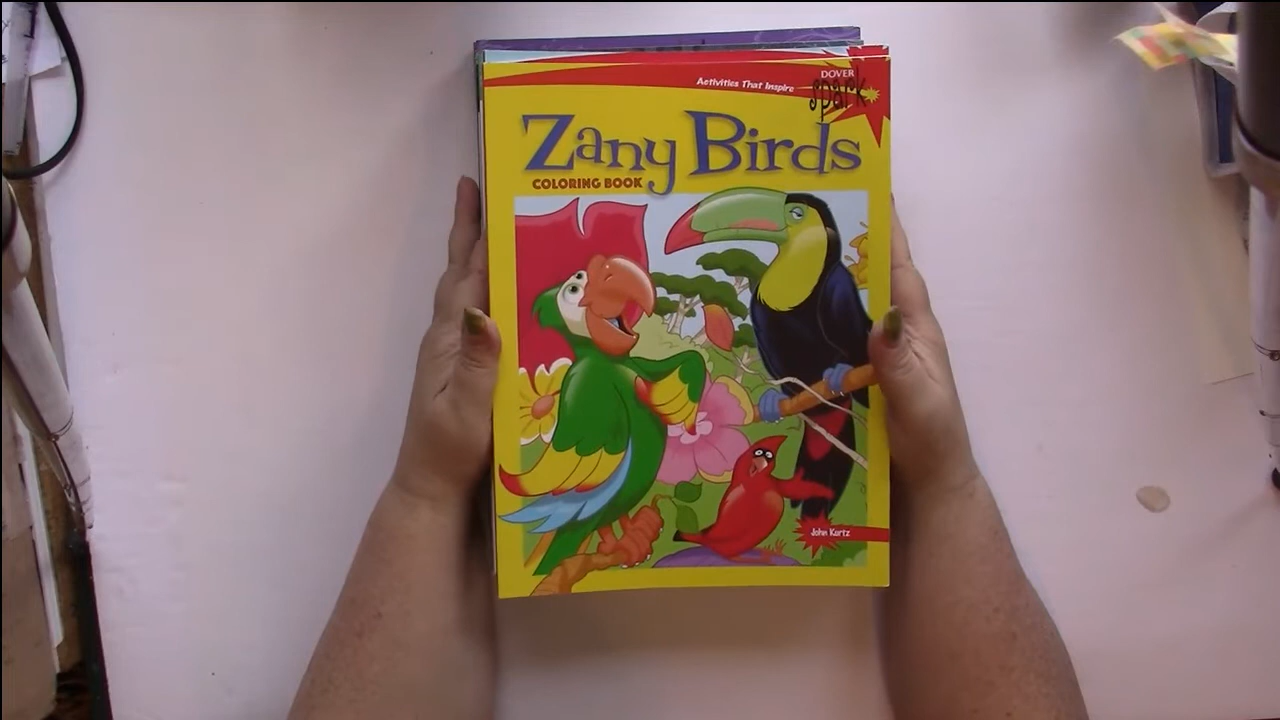 DOVER
Activities That Inspire
spark
Zany Birds
COLORING BOOK
John Kurtz